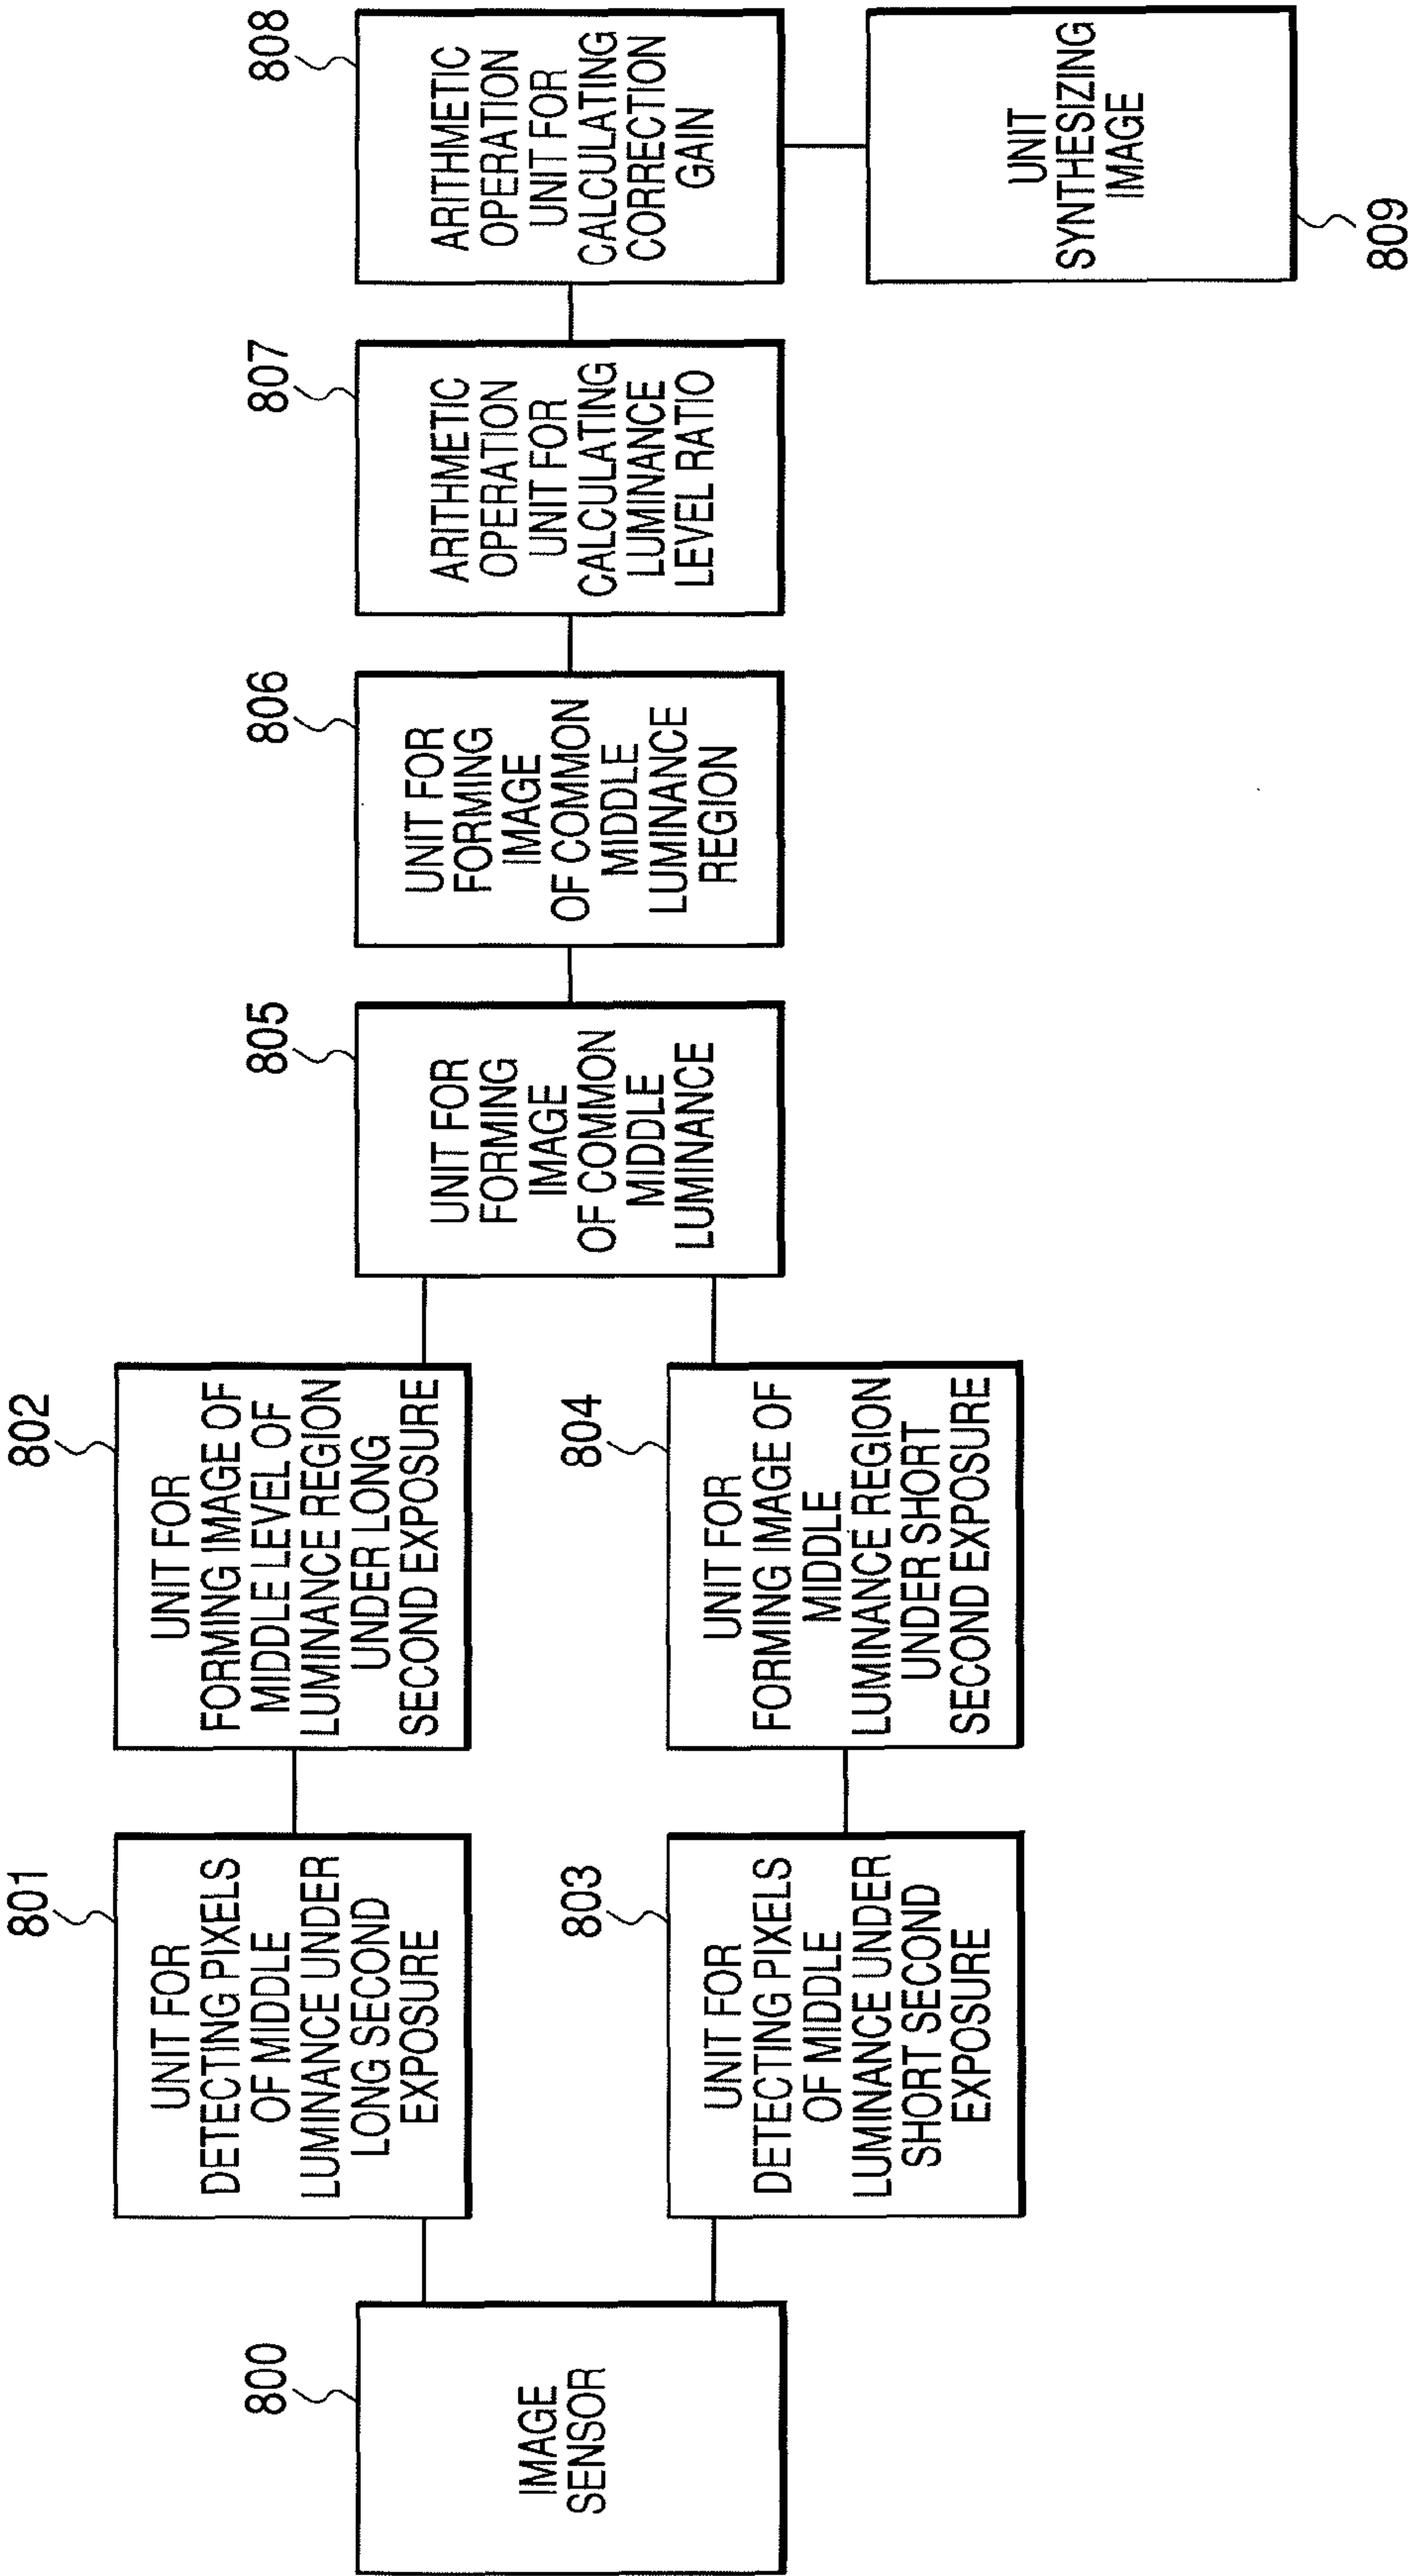 800
IMAGE
SENSOR
801
UNIT FOR
DETECTING PIXELS
OF MIDDLE
LUMINANCE UNDER
LONG SECOND
EXPOSURE
802
UNIT FOR
FORMING IMAGE OF
MIDDLE LEVEL OF
LUMINANCE REGION
UNDER LONG
SECOND EXPOSURE
803
UNIT FOR
DETECTING PIXELS
OF MIDDLE
LUMINANCE UNDER
SHORT SECOND
EXPOSURE
804
UNIT FOR
FORMING IMAGE OF
MIDDLE
LUMINANCE REGION
UNDER SHORT
SECOND EXPOSURE
805
UNIT FOR
FORMING
IMAGE
OF COMMON
MIDDLE
LUMINANCE
806
UNIT FOR
FORMING
IMAGE
OF COMMON
MIDDLE
LUMINANCE
REGION
807
ARITHMETIC
OPERATION
UNIT FOR
CALCULATING
LUMINANCE
LEVEL RATIO
808
ARITHMETIC
OPERATION
UNIT FOR
CALCULATING
CORRECTION
GAIN
UNIT
SYNTHESIZING
IMAGE
809